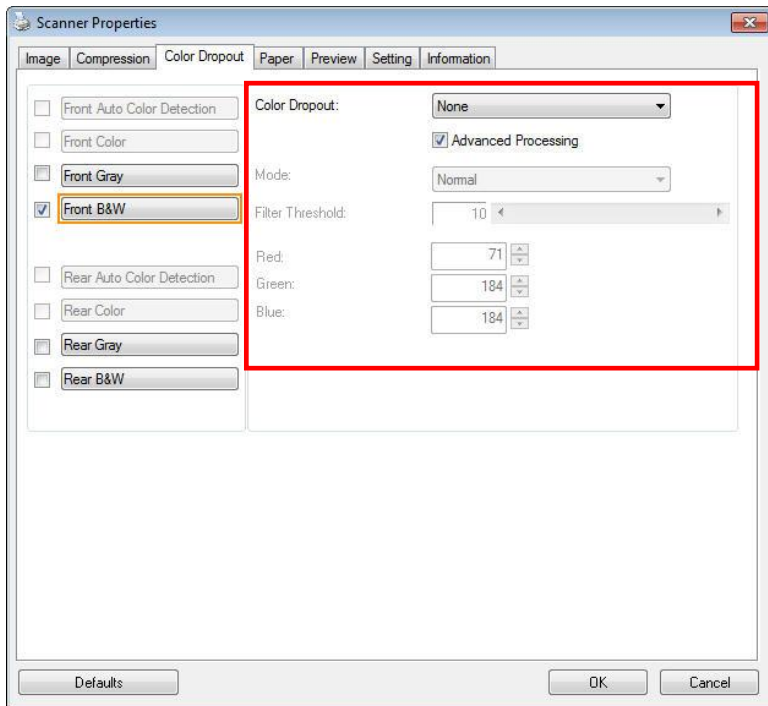 Scanner Properties
Image Compression Color Dropout Paper Preview Setting Information
Front Auto Color Detection
Front Color
Front Gray
Front B&W
Rear Auto Color Detection
Rear Color
Rear Gray
Rear B&W
Color Dropout: None
Advanced Processing
Mode: Normal
Filter Threshold: 10
Red: 71
Green: 184
Blue: 184
Defaults OK Cancel